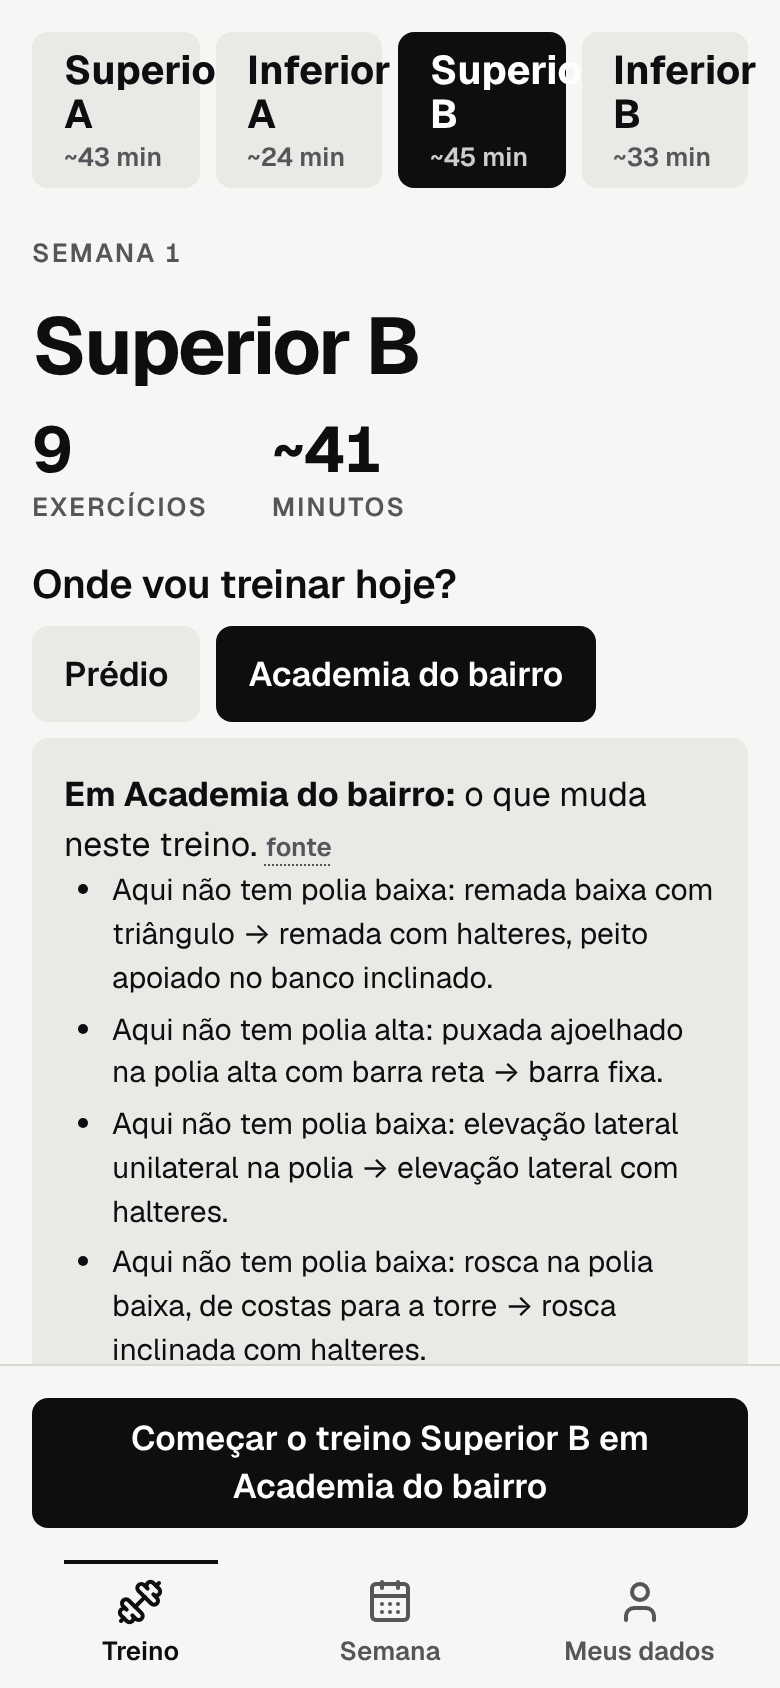 Superio
A
~43 min
Inferior
A
~24 min
Superio
B
~45 min
Inferior
B
~33 min
SEMANA 1
Superior B
9
EXERCÍCIOS
~41
MINUTOS
Onde vou treinar hoje?
Prédio
Academia do bairro
Em Academia do bairro: o que muda
neste treino. fonte
• Aqui não tem polia baixa: remada baixa com
triângulo → remada com halteres, peito
apoiado no banco inclinado.
• Aqui não tem polia alta: puxada ajoelhado
na polia alta com barra reta → barra fixa.
• Aqui não tem polia baixa: elevação lateral
unilateral na polia → elevação lateral com
halteres.
• Aqui não tem polia baixa: rosca na polia
baixa, de costas para a torre → rosca
inclinada com halteres.
Começar o treino Superior B em
Academia do bairro
Treino
Semana
Meus dados